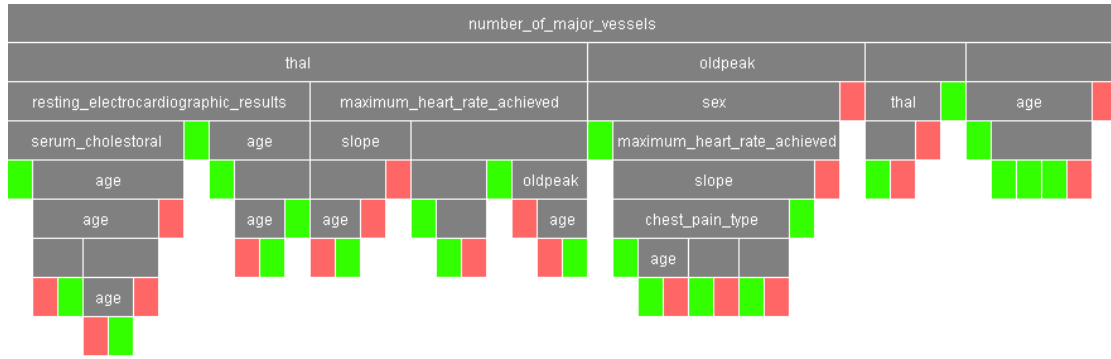 number_of_major_vessels
thal
oldpeak
resting_electrocardiographic_results
maximum_heart_rate_achieved
sex
thal
age
serum_cholestoral
age
slope
maximum_heart_rate_achieved
age
oldpeak
slope
age
age
age
age
chest_pain_type
age
age